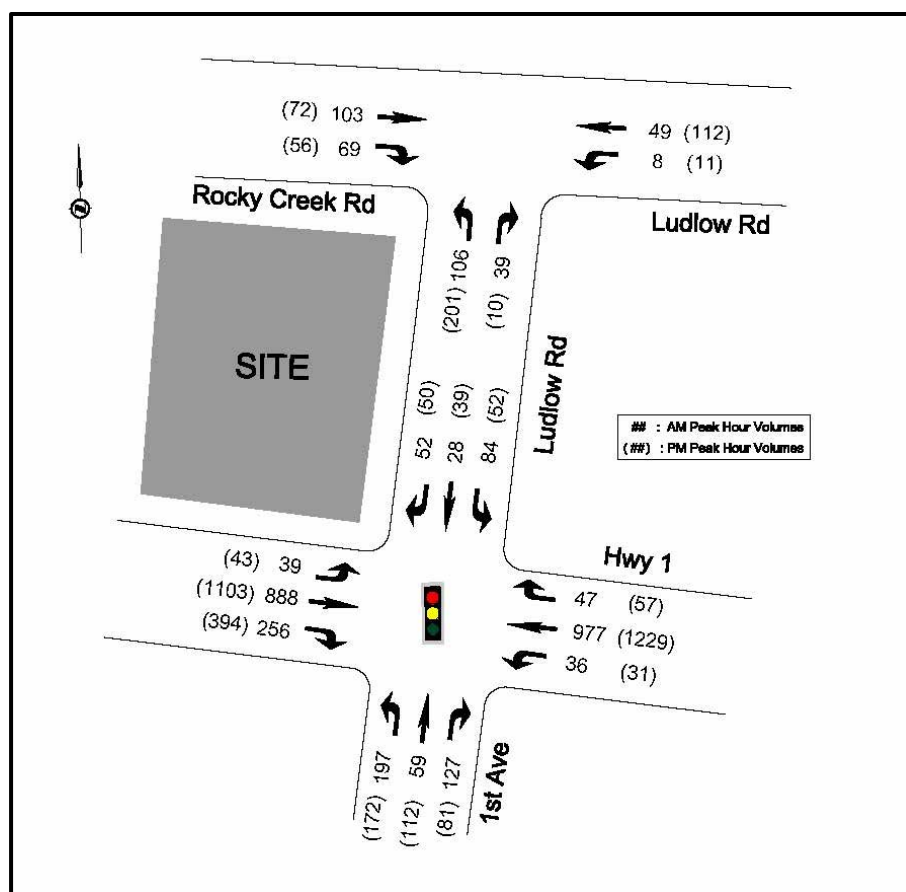 (72) 103
(56) 69
49 (112)
8 (11)
Rocky Creek Rd
Ludlow Rd
(201) 106
(10) 39
SITE
Ludlow Rd
52 (50)
28 (39)
84 (52)
## : AM Peak Hour Volumes
(##) : PM Peak Hour Volumes
(43) 39
(1103) 888
(394) 256
Hwy 1
47 (57)
977 (1229)
36 (31)
(172) 197
(112) 59
(81) 127
1st Ave